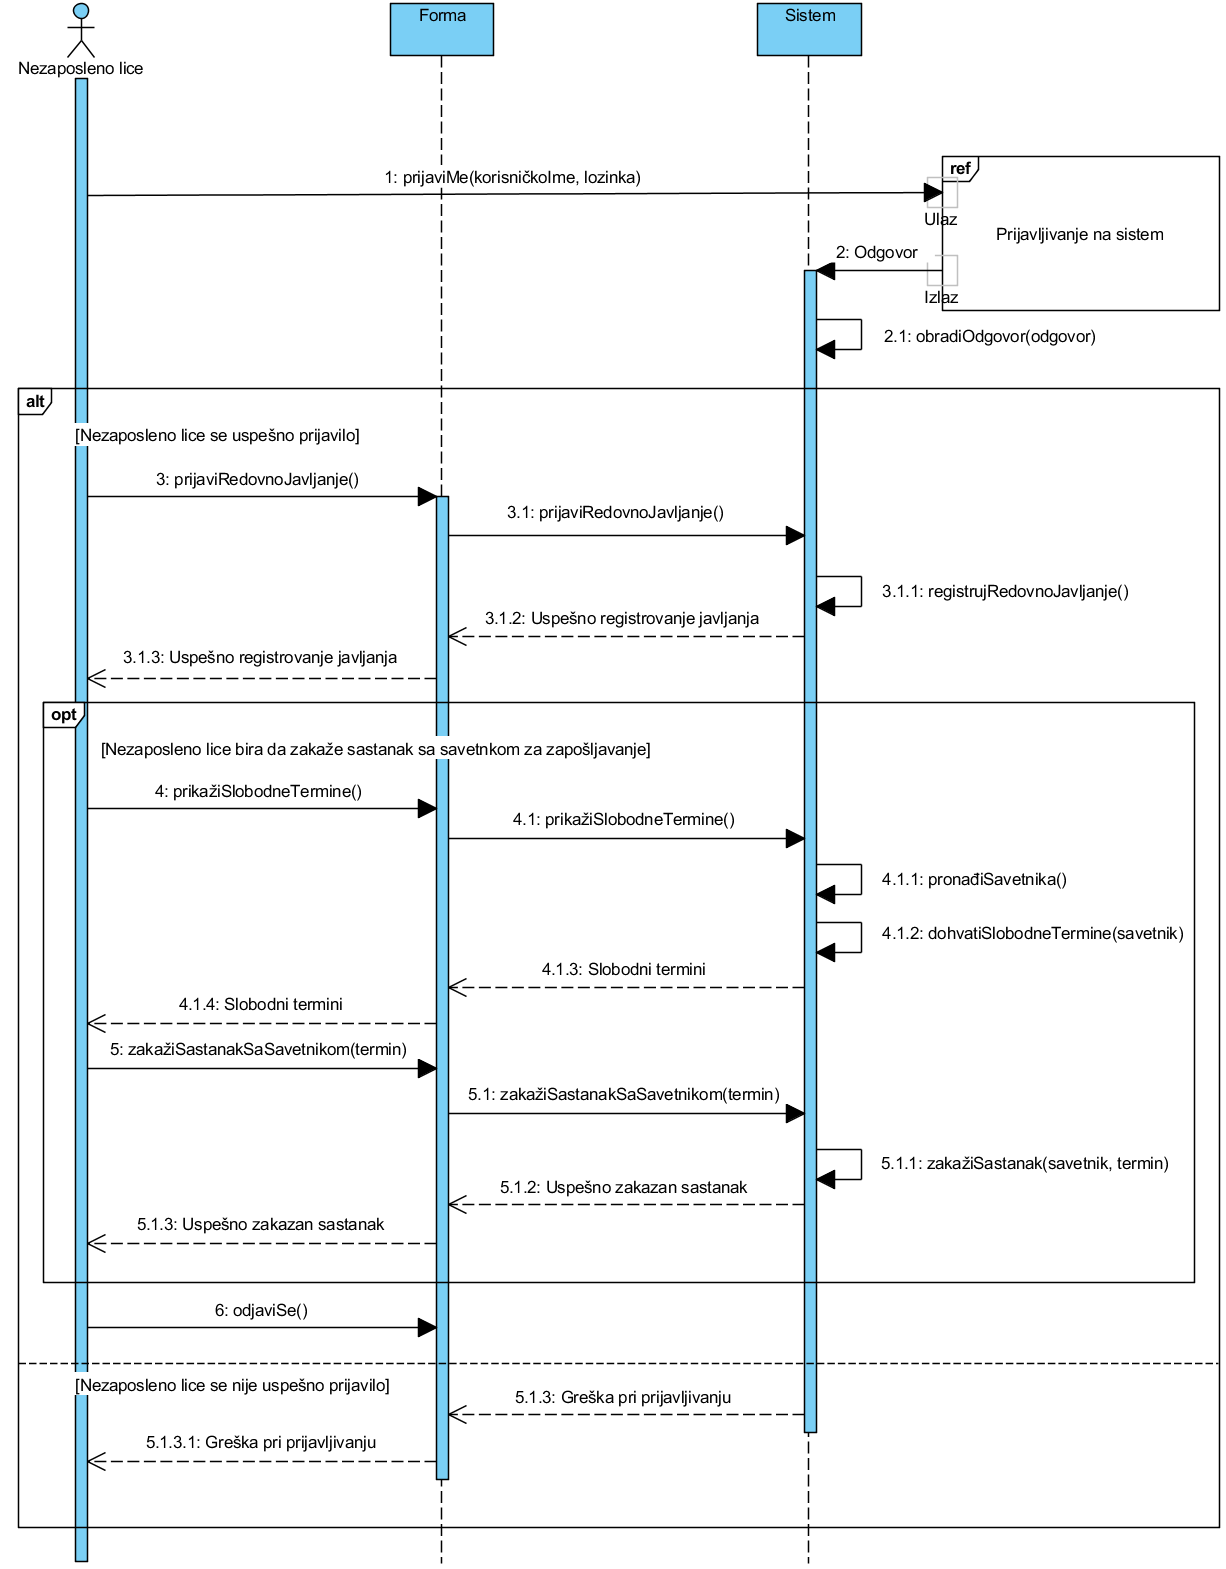 Forma
Sistem
Nezaposleno lice
ref
1: prijaviMe(korisničkoIme, lozinka)
Ulaz
Prijavljivanje na sistem
2: Odgovor
Izlaz
2.1: obradiOdgovor(odgovor)
alt
[Nezaposleno lice se uspešno prijavilo]
3: prijaviRedovnoJavljanje()
3.1: prijaviRedovnoJavljanje()
3.1.1: registrujRedovnoJavljanje()
3.1.2: Uspešno registrovanje javljanja
3.1.3: Uspešno registrovanje javljanja
opt
[Nezaposleno lice bira da zakaže sastanak sa savetnkom za zapošljavanje]
4: prikažiSlobodneTermine()
4.1: prikažiSlobodneTermine()
4.1.1: pronađiSavetnika()
4.1.2: dohvatiSlobodneTermine(savetnik)
4.1.3: Slobodni termini
4.1.4: Slobodni termini
5: zakažiSastanakSaSavetnikom(termin)
5.1: zakažiSastanakSaSavetnikom(termin)
5.1.1: zakažiSastanak(savetnik, termin)
5.1.2: Uspešno zakazan sastanak
5.1.3: Uspešno zakazan sastanak
6: odjaviSe()
[Nezaposleno lice se nije uspešno prijavilo]
5.1.3: Greška pri prijavljivanju
5.1.3.1: Greška pri prijavljivanju